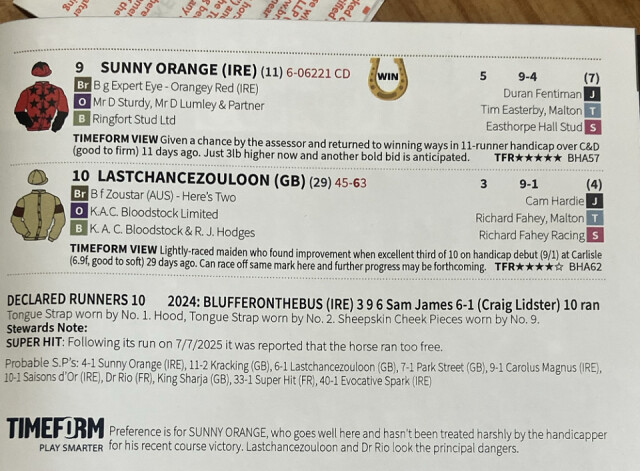 9 SUNNY ORANGE (IRE) (11) 6-06221 CD WIN 5 9-4 (7)
Br B g Expert Eye - Orangey Red (IRE) Duran Fentiman J
O Mr D Sturdy, Mr D Lumley & Partner Tim Easterby, Malton T
B Ringfort Stud Ltd Easthorpe Hall Stud S
TIMEFORM VIEW Given a chance by the assessor and returned to winning ways in 11-runner handicap over C&D
(good to firm) 11 days ago. Just 3lb higher now and another bold bid is anticipated. TFR★★★★★ BHA57
10 LASTCHANCEZOULOON (GB) (29) 45-63 3 9-1 (4)
Br B f Zoustar (AUS) - Here's Two Cam Hardie J
O K.A.C. Bloodstock Limited Richard Fahey, Malton T
B K. A. C. Bloodstock & R. J. Hodges Richard Fahey Racing S
TIMEFORM VIEW Lightly-raced maiden who found improvement when excellent third of 10 on handicap debut (9/1) at Carlisle
(6.9f, good to soft) 29 days ago. Can race off same mark here and further progress may be forthcoming. TFR★★★★☆ BHA62
DECLARED RUNNERS 10 2024: BLUFFERONTHEBUS (IRE) 3 9 6 Sam James 6-1 (Craig Lidster) 10 ran
Tongue Strap worn by No. 1. Hood, Tongue Strap worn by No. 2. Sheepskin Cheek Pieces worn by No. 9.
Stewards Note:
SUPER HIT: Following its run on 7/7/2025 it was reported that the horse ran too free.
Probable S.P's: 4-1 Sunny Orange (IRE), 11-2 Kracking (GB), 6-1 Lastchancezouloon (GB), 7-1 Park Street (GB), 9-1 Carolus Magnus (IRE),
10-1 Saisons d'Or (IRE), Dr Rio (FR), King Sharja (GB), 33-1 Super Hit (FR), 40-1 Evocative Spark (IRE)
TIMEFORM Preference is for SUNNY ORANGE, who goes well here and hasn't been treated harshly by the handicapper
PLAY SMARTER for his recent course victory. Lastchancezouloon and Dr Rio look the principal dangers.